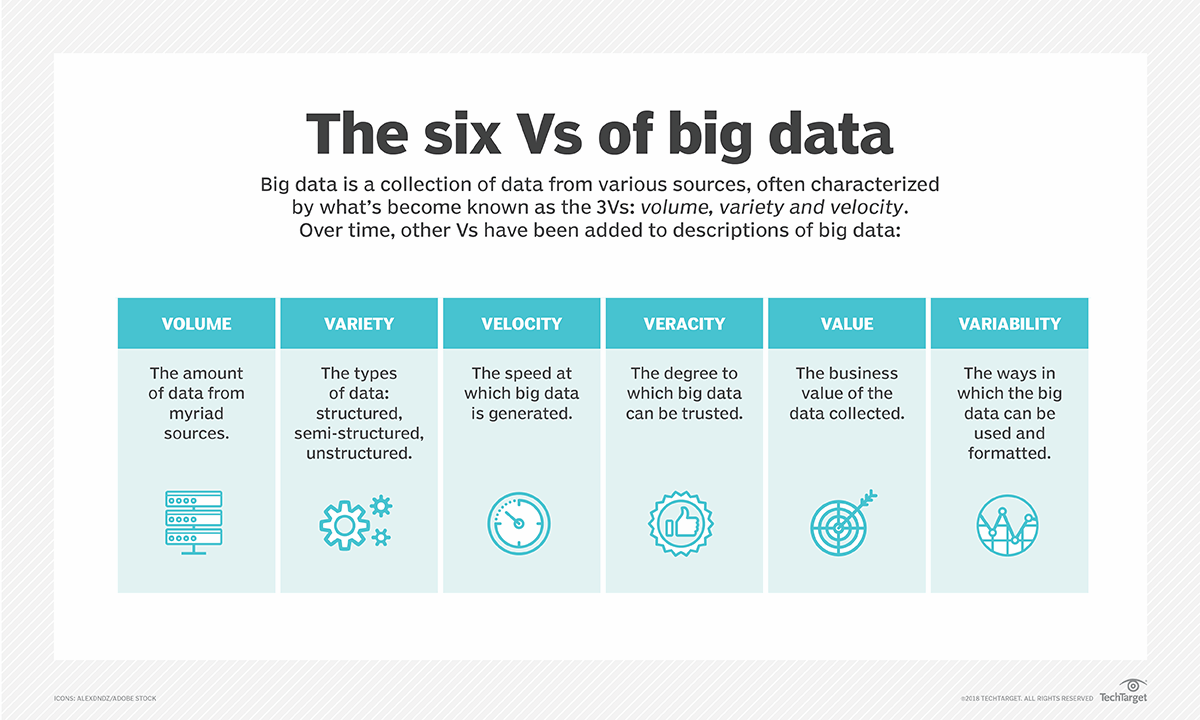 The six Vs of big data
Big data is a collection of data from various sources, often characterized
by what's become known as the 3Vs: volume, variety and velocity.
Over time, other Vs have been added to descriptions of big data:
VOLUME
The amount
of data from
myriad
sources.
VARIETY
The types
of data:
structured,
semi-structured,
unstructured.
VELOCITY
The speed at
which big data
is generated.
VERACITY
The degree to
which big data
can be trusted.
VALUE
The business
value of the
data collected.
VARIABILITY
The ways in
which the big
data can be
used and
formatted.
ICONS: ALEXDNDZ/ADOBE STOCK
©2018 TECHTARGET. ALL RIGHTS RESERVED
TechTarget